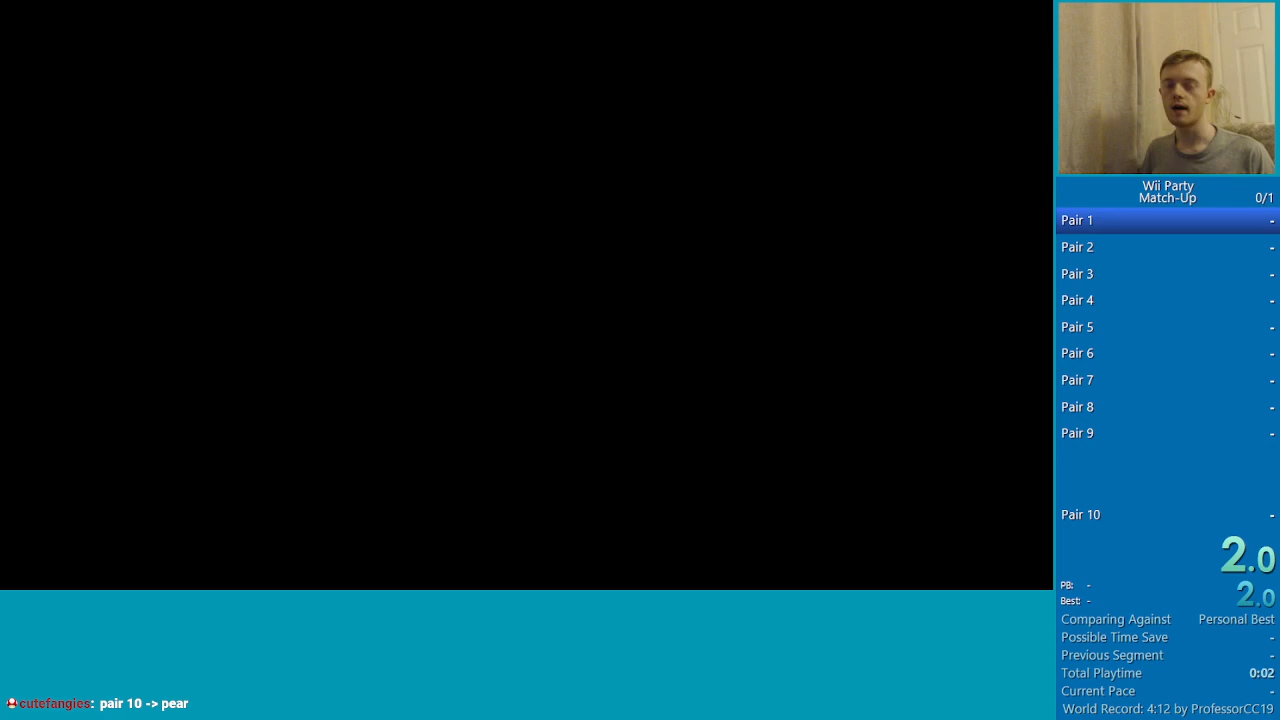 Wii Party
Match-Up 0/1
Pair 1 -
Pair 2 -
Pair 3 -
Pair 4 -
Pair 5 -
Pair 6 -
Pair 7 -
Pair 8 -
Pair 9 -
Pair 10 -
2.0
PB: -
2.0
Best: -
Comparing Against Personal Best
Possible Time Save -
Previous Segment -
Total Playtime 0:02
Current Pace -
World Record: 4:12 by ProfessorCC19
cutefangies: pair 10 -> pear